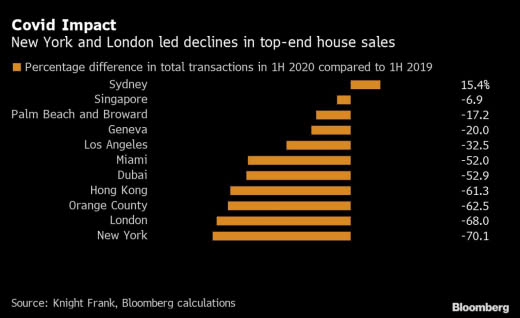 Covid Impact
New York and London led declines in top-end house sales
Percentage difference in total transactions in 1H 2020 compared to 1H 2019
Sydney 15.4%
Singapore -6.9
Palm Beach and Broward -17.2
Geneva -20.0
Los Angeles -32.5
Miami -52.0
Dubai -52.9
Hong Kong -61.3
Orange County -62.5
London -68.0
New York -70.1
Source: Knight Frank, Bloomberg calculations
Bloomberg